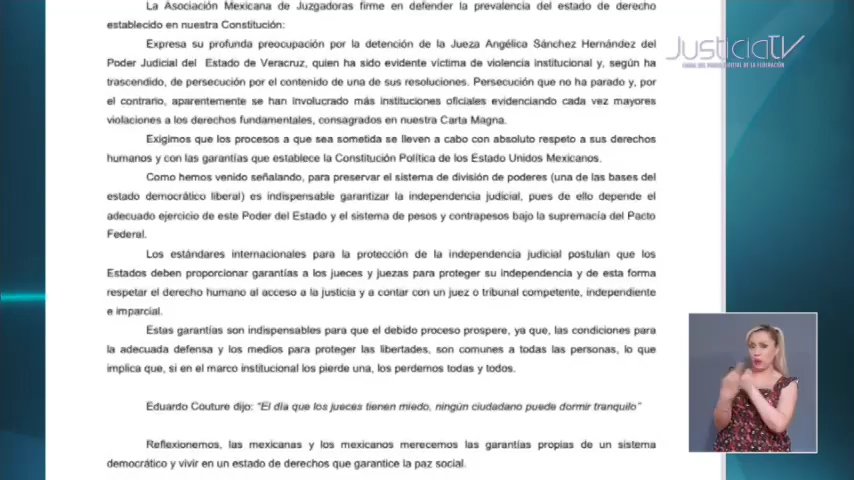 La Asociación Mexicana de Juzgadoras firme en defender la prevalencia del estado de derecho
establecido en nuestra Constitución:
Expresa su profunda preocupación por la detención de la Jueza Angélica Sánchez Hernández del
Poder Judicial del Estado de Veracruz, quien ha sido evidente víctima de violencia institucional y, según ha
trascendido, de persecución por el contenido de una de sus resoluciones. Persecución que no ha parado y, por
el contrario, aparentemente se han involucrado más instituciones oficiales evidenciando cada vez mayores
violaciones a los derechos fundamentales, consagrados en nuestra Carta Magna.
Exigimos que los procesos a que sea sometida se lleven a cabo con absoluto respeto a sus derechos
humanos y con las garantías que establece la Constitución Política de los Estado Unidos Mexicanos.
Como hemos venido señalando, para preservar el sistema de división de poderes (una de las bases del
estado democrático liberal) es indispensable garantizar la independencia judicial, pues de ello depende el
adecuado ejercicio de este Poder del Estado y el sistema de pesos y contrapesos bajo la supremacía del Pacto
Federal.
Los estándares internacionales para la protección de la independencia judicial postulan que los
Estados deben proporcionar garantías a los jueces y juezas para proteger su independencia y de esta forma
respetar el derecho humano al acceso a la justicia y a contar con un juez o tribunal competente, independiente
e imparcial.
Estas garantías son indispensables para que el debido proceso prospere, ya que, las condiciones para
la adecuada defensa y los medios para proteger las libertades, son comunes a todas las personas, lo que
implica que, si en el marco institucional los pierde una, los perdemos todas y todos.
Eduardo Couture dijo: "El día que los jueces tienen miedo, ningún ciudadano puede dormir tranquilo"
Reflexionemos, las mexicanas y los mexicanos merecemos las garantías propias de un sistema
democrático y vivir en un estado de derechos que garantice la paz social.
JusticiaTV
CANAL DEL PODER JUDICIAL DE LA FEDERACIÓN